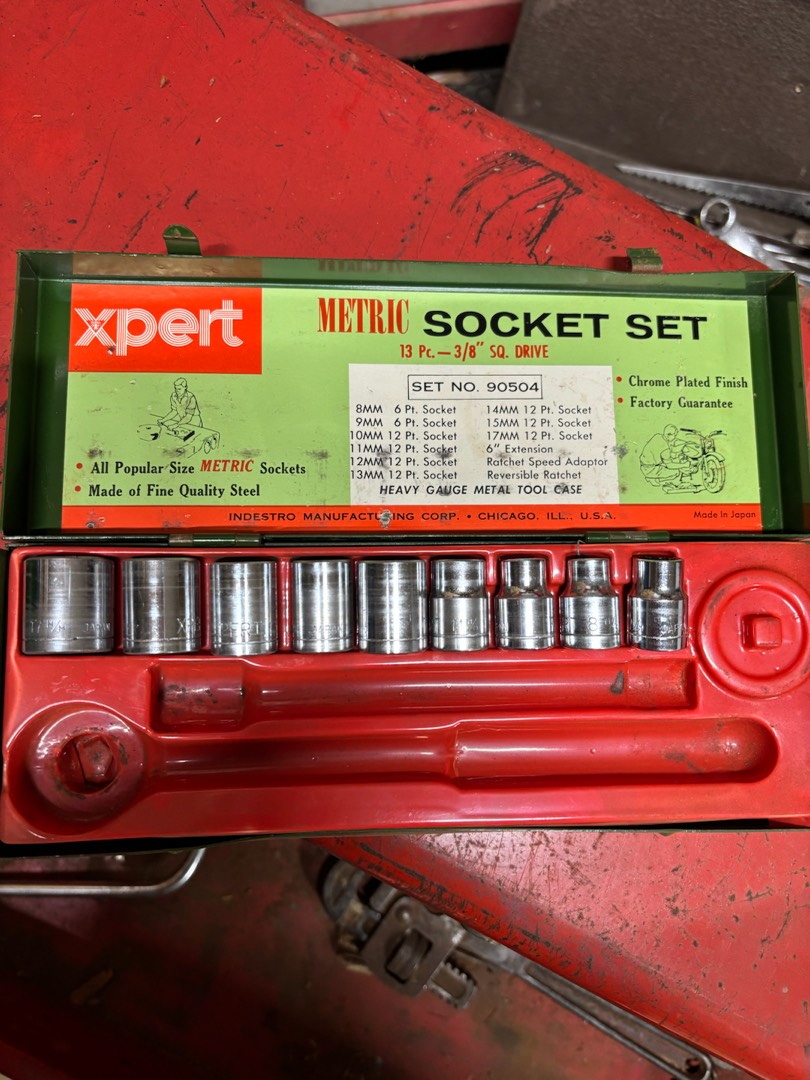 xpert
METRIC SOCKET SET
13 Pc.—3/8" SQ. DRIVE
SET NO. 90504
8MM 6 Pt. Socket
9MM 6 Pt. Socket
10MM 12 Pt. Socket
11MM 12 Pt. Socket
12MM 12 Pt. Socket
13MM 12 Pt. Socket
14MM 12 Pt. Socket
15MM 12 Pt. Socket
17MM 12 Pt. Socket
6" Extension
Ratchet Speed Adaptor
Reversible Ratchet
HEAVY GAUGE METAL TOOL CASE
• Chrome Plated Finish
• Factory Guarantee
• All Popular Size METRIC Sockets
• Made of Fine Quality Steel
INDESTRO MANUFACTURING CORP. • CHICAGO, ILL., U.S.A.
Made In Japan
JAPAN